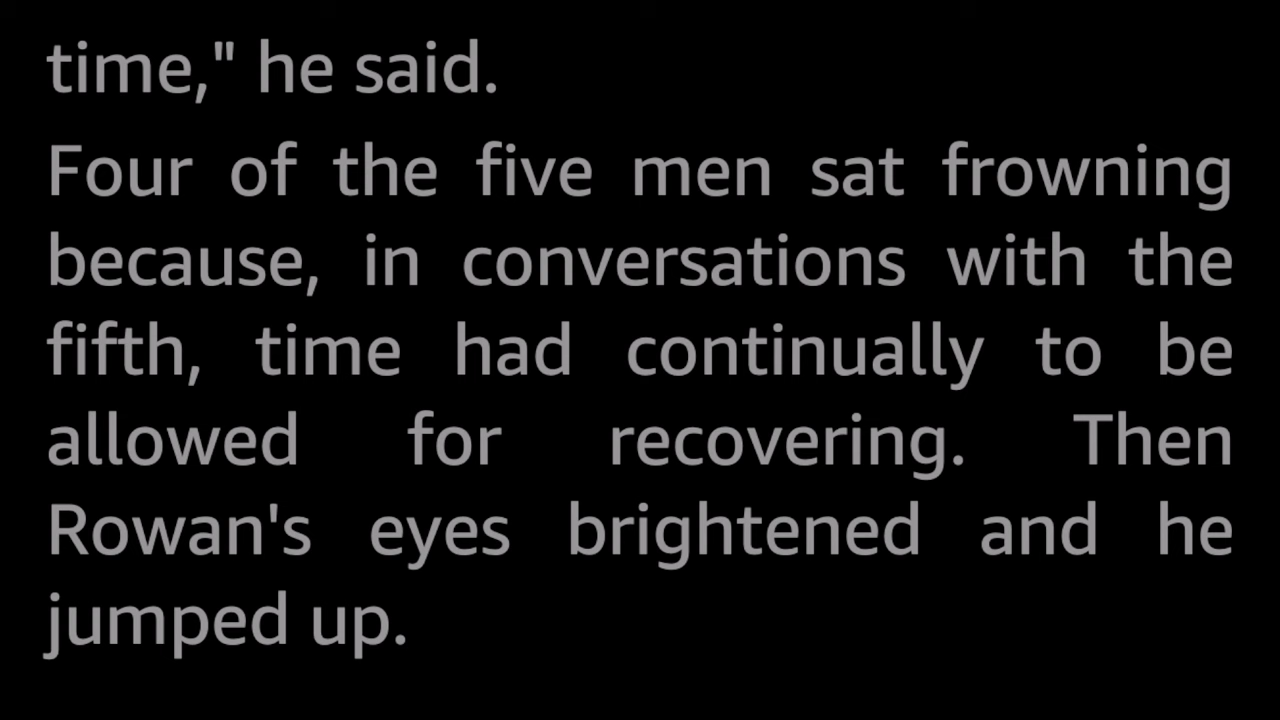 time," he said.
Four of the five men sat frowning
because, in conversations with the
fifth, time had continually to be
allowed for recovering. Then
Rowan's eyes brightened and he
jumped up.